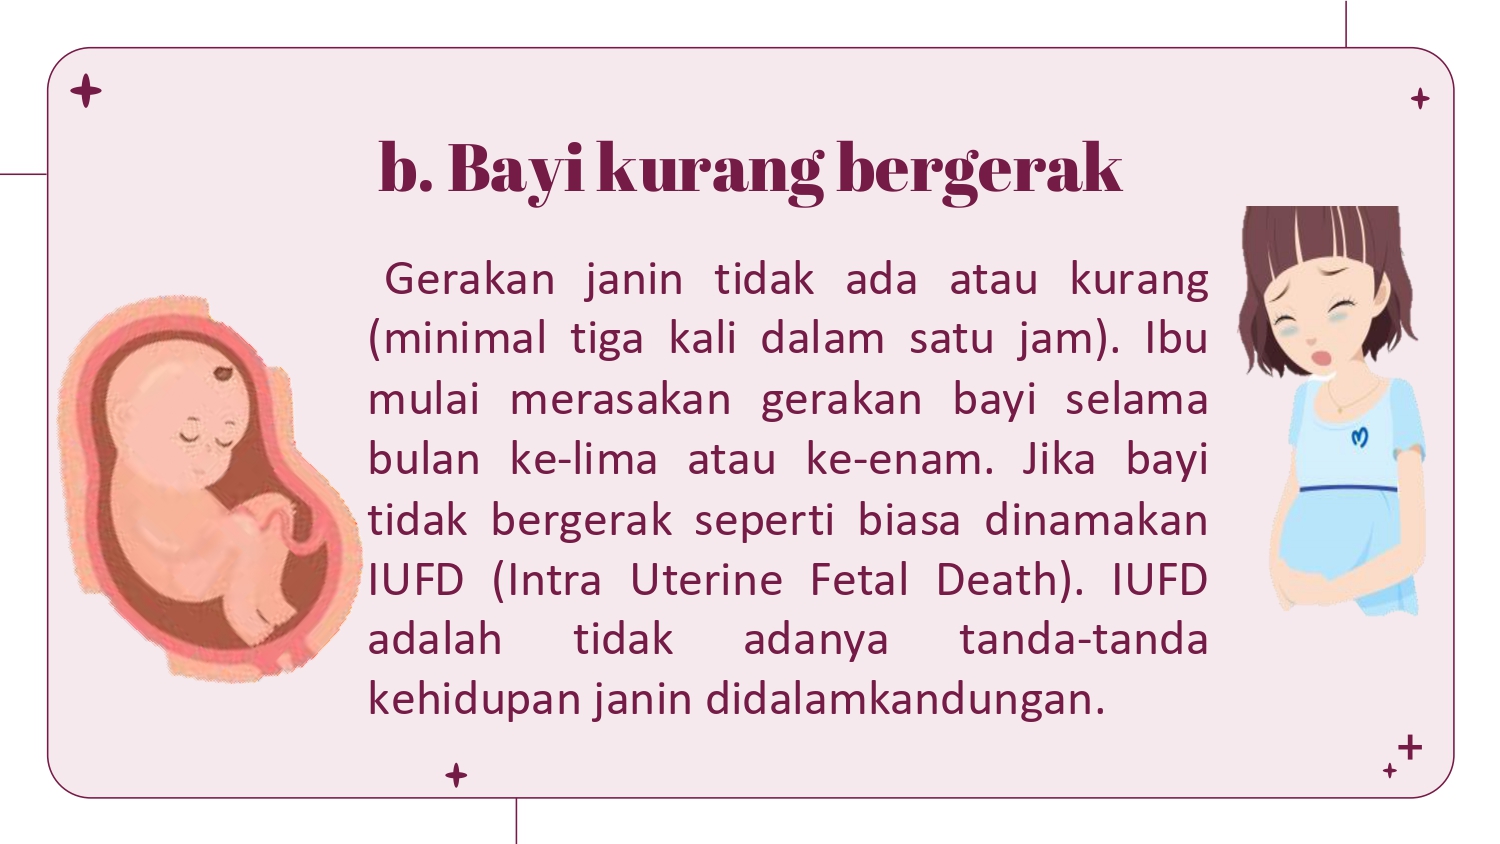 b. Bayi kurang bergerak
Gerakan janin tidak ada atau kurang
(minimal tiga kali dalam satu jam). Ibu
mulai merasakan gerakan bayi selama
bulan ke-lima atau ke-enam. Jika bayi
tidak bergerak seperti biasa dinamakan
IUFD (Intra Uterine Fetal Death). IUFD
adalah tidak adanya tanda-tanda
kehidupan janin didalamkandungan.